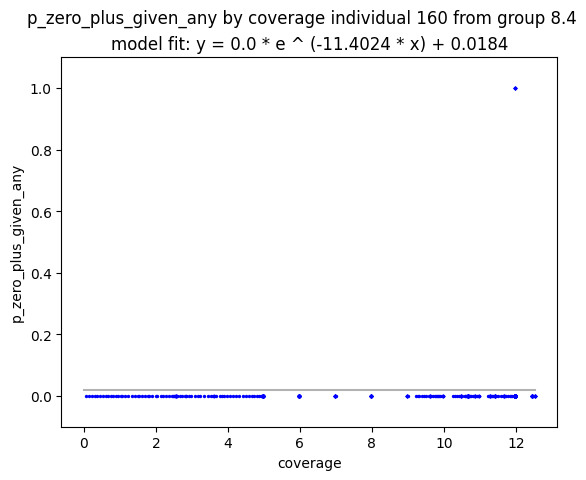 p_zero_plus_given_any by coverage individual 160 from group 8.4
model fit: y = 0.0 * e ^ (-11.4024 * x) + 0.0184
p_zero_plus_given_any
1.0
0.8
0.6
0.4
0.2
0.0
0 2 4 6 8 10 12
coverage